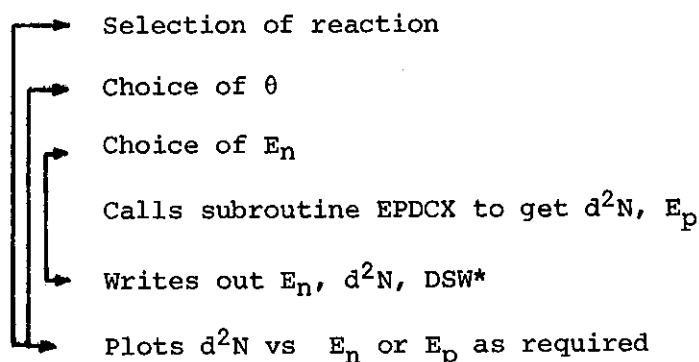 Selection of reaction
Choice of θ
Choice of Eₙ
Calls subroutine EPDCX to get d²N, Eₚ
Writes out Eₙ, d²N, DSW*
Plots d²N vs Eₙ or Eₚ as required